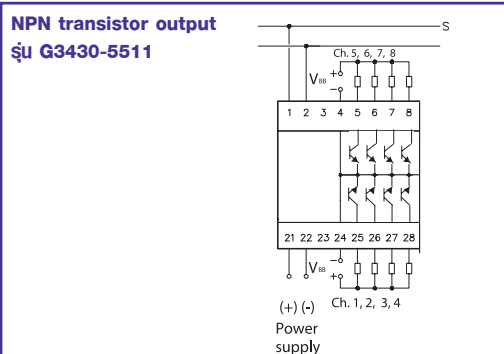 NPN transistor output
รุ่น G3430-5511
S
Ch. 5, 6, 7, 8
V BB + −
1 2 3 4 5 6 7 8
21 22 23 24 25 26 27 28
V BB − +
(+) (-) Ch. 1, 2, 3, 4
Power
supply